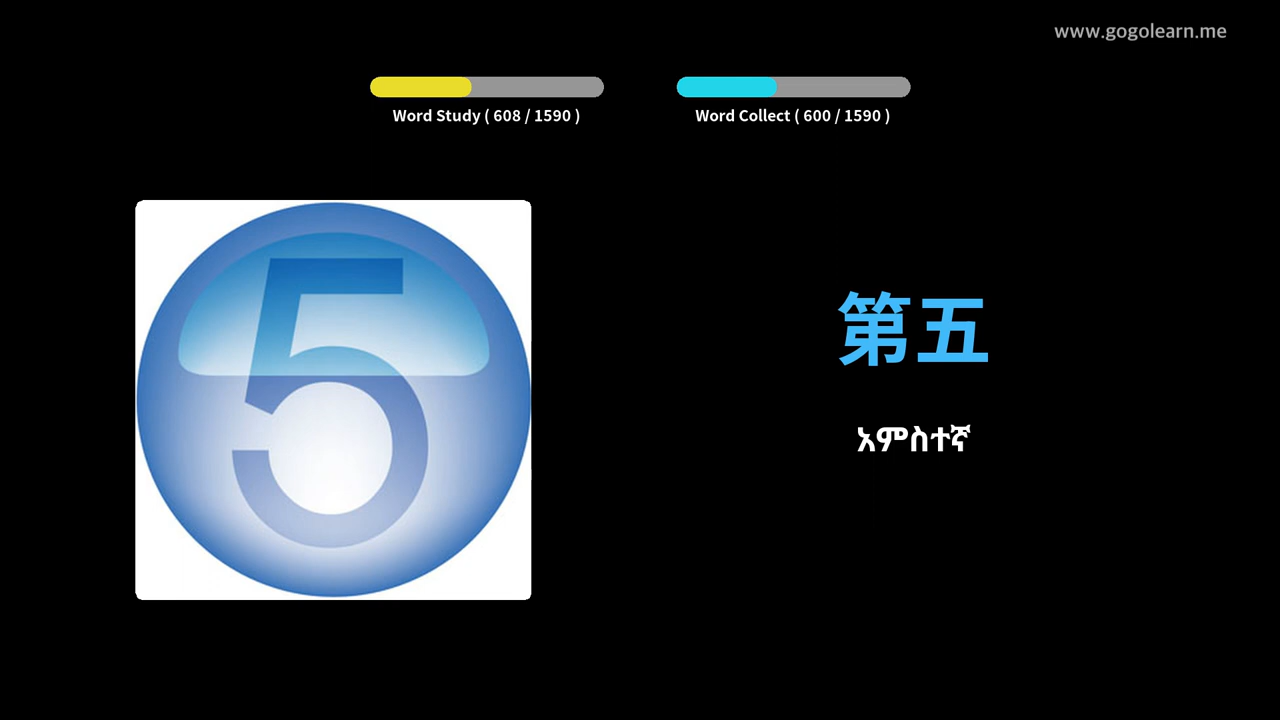 www.gogolearn.me
Word Study ( 608 / 1590 )
Word Collect ( 600 / 1590 )
5
第五
አምስተኛ